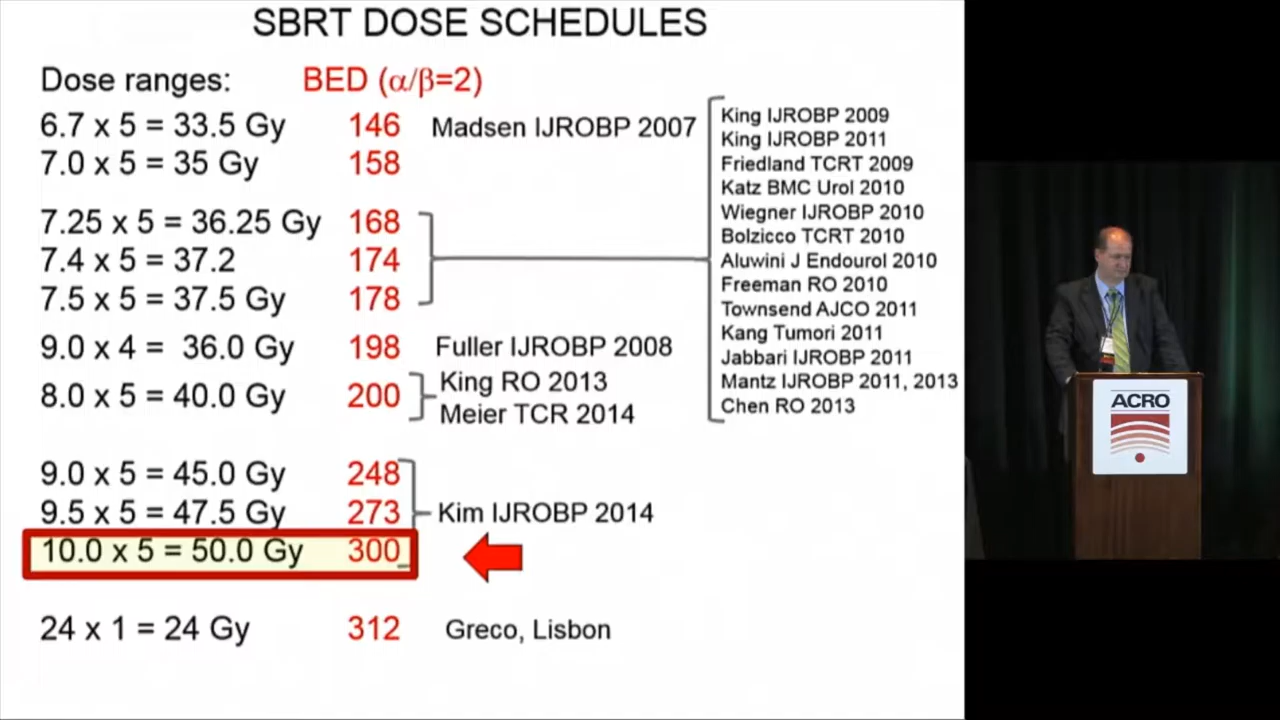 SBRT DOSE SCHEDULES
Dose ranges: BED (α/β=2)
6.7 x 5 = 33.5 Gy 146 Madsen IJROBP 2007
7.0 x 5 = 35 Gy 158
7.25 x 5 = 36.25 Gy 168
7.4 x 5 = 37.2 174
7.5 x 5 = 37.5 Gy 178
9.0 x 4 = 36.0 Gy 198 Fuller IJROBP 2008
8.0 x 5 = 40.0 Gy 200 King RO 2013
Meier TCR 2014
9.0 x 5 = 45.0 Gy 248
9.5 x 5 = 47.5 Gy 273 Kim IJROBP 2014
10.0 x 5 = 50.0 Gy 300
24 x 1 = 24 Gy 312 Greco, Lisbon
King IJROBP 2009
King IJROBP 2011
Friedland TCRT 2009
Katz BMC Urol 2010
Wiegner IJROBP 2010
Bolzicco TCRT 2010
Aluwini J Endourol 2010
Freeman RO 2010
Townsend AJCO 2011
Kang Tumori 2011
Jabbari IJROBP 2011
Mantz IJROBP 2011, 2013
Chen RO 2013
ACRO